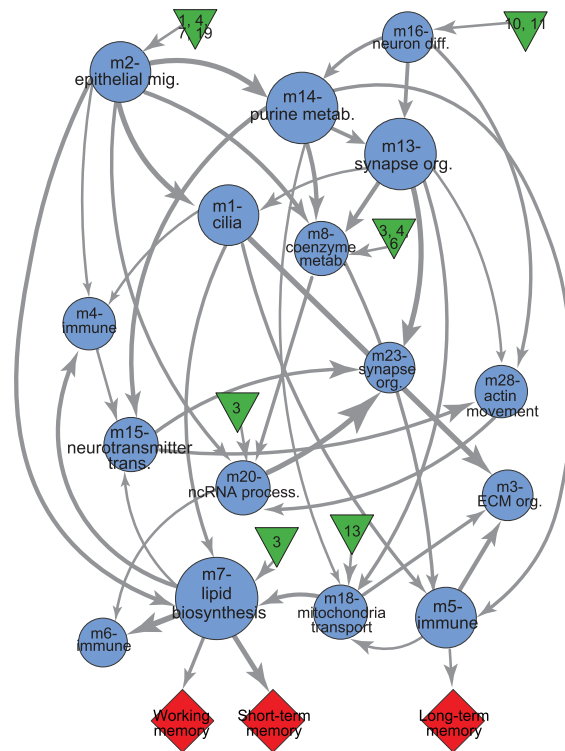 1, 4,
7, 19
m16-
neuron diff.
10, 11
m2-
epithelial mig.
m14-
purine metab.
m13-
synapse org.
m1-
cilia
m8-
coenzyme
metab.
3, 4,
6
m4-
immune
m23-
synapse
org.
m28-
actin
movement
3
m15-
neurotransmitter
trans.
m20-
ncRNA process.
m3-
ECM org.
3
13
m7-
lipid
biosynthesis
m18-
mitochondria
transport
m5-
immune
m6-
immune
Working
memory
Short-term
memory
Long-term
memory